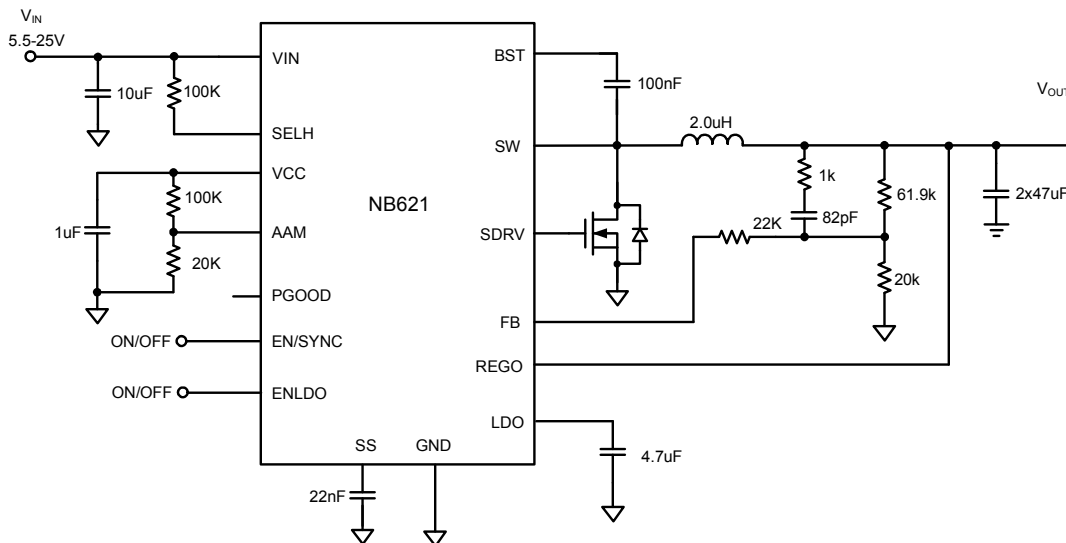 V_IN
5.5-25V
VIN
10uF
100K
SELH
VCC
100K
1uF
AAM
20K
PGOOD
ON/OFF
EN/SYNC
ON/OFF
ENLDO
SS
GND
22nF
NB621
BST
100nF
2.0uH
SW
V_OUT
1k
61.9k
82pF
2x47uF
SDRV
22K
20k
FB
REGO
LDO
4.7uF